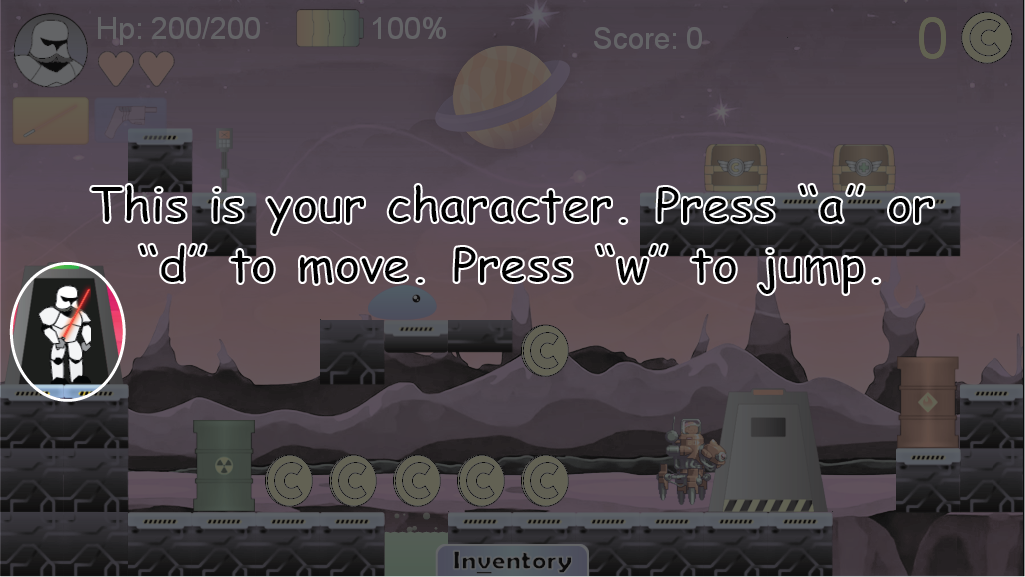 Hp: 200/200
100%
Score: 0
0
This is your character. Press “a” or
“d” to move. Press “w” to jump.
Inventory